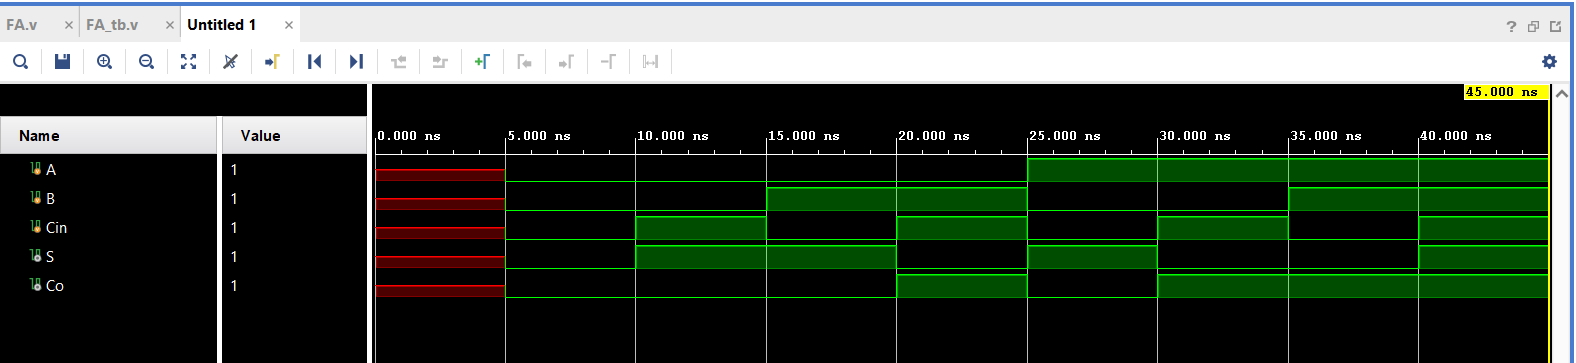 FA.v × FA_tb.v × Untitled 1 ×
?
45.000 ns
Name Value
0.000 ns 5.000 ns 10.000 ns 15.000 ns 20.000 ns 25.000 ns 30.000 ns 35.000 ns 40.000 ns
A 1
B 1
Cin 1
S 1
Co 1